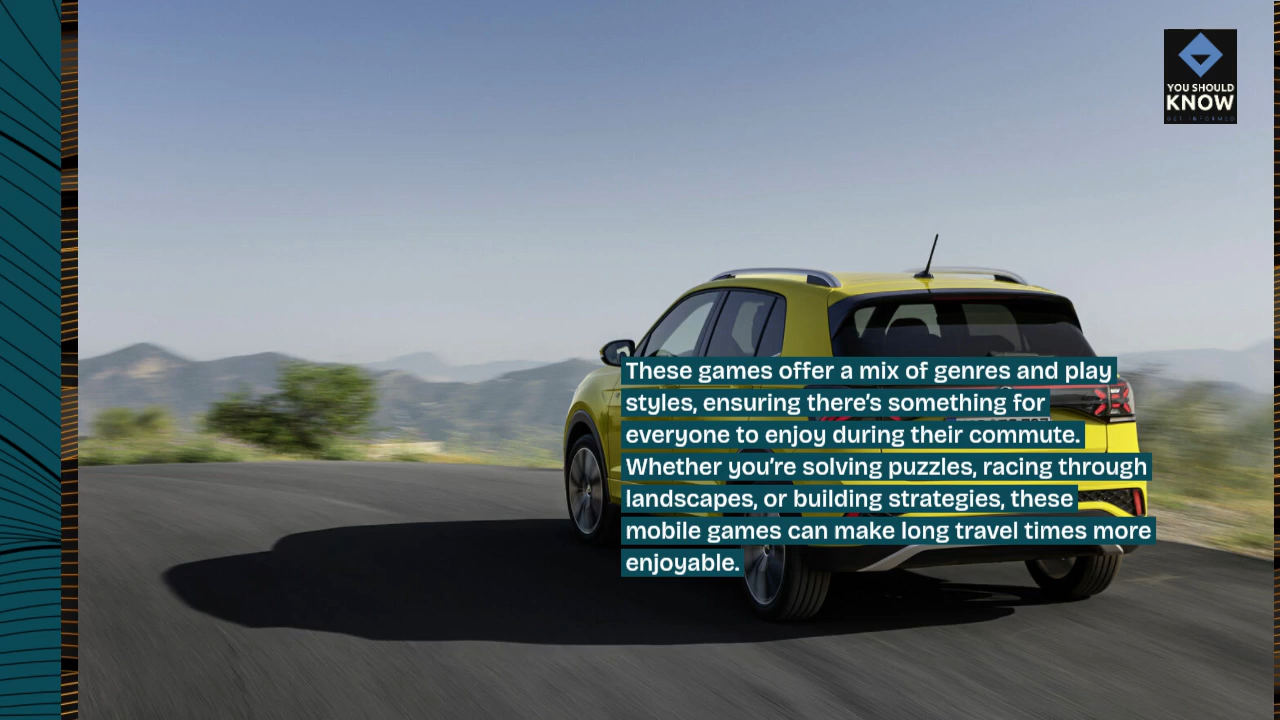 YOU SHOULD
KNOW
GET INFORMED
These games offer a mix of genres and play
styles, ensuring there's something for
everyone to enjoy during their commute.
Whether you're solving puzzles, racing through
landscapes, or building strategies, these
mobile games can make long travel times more
enjoyable.